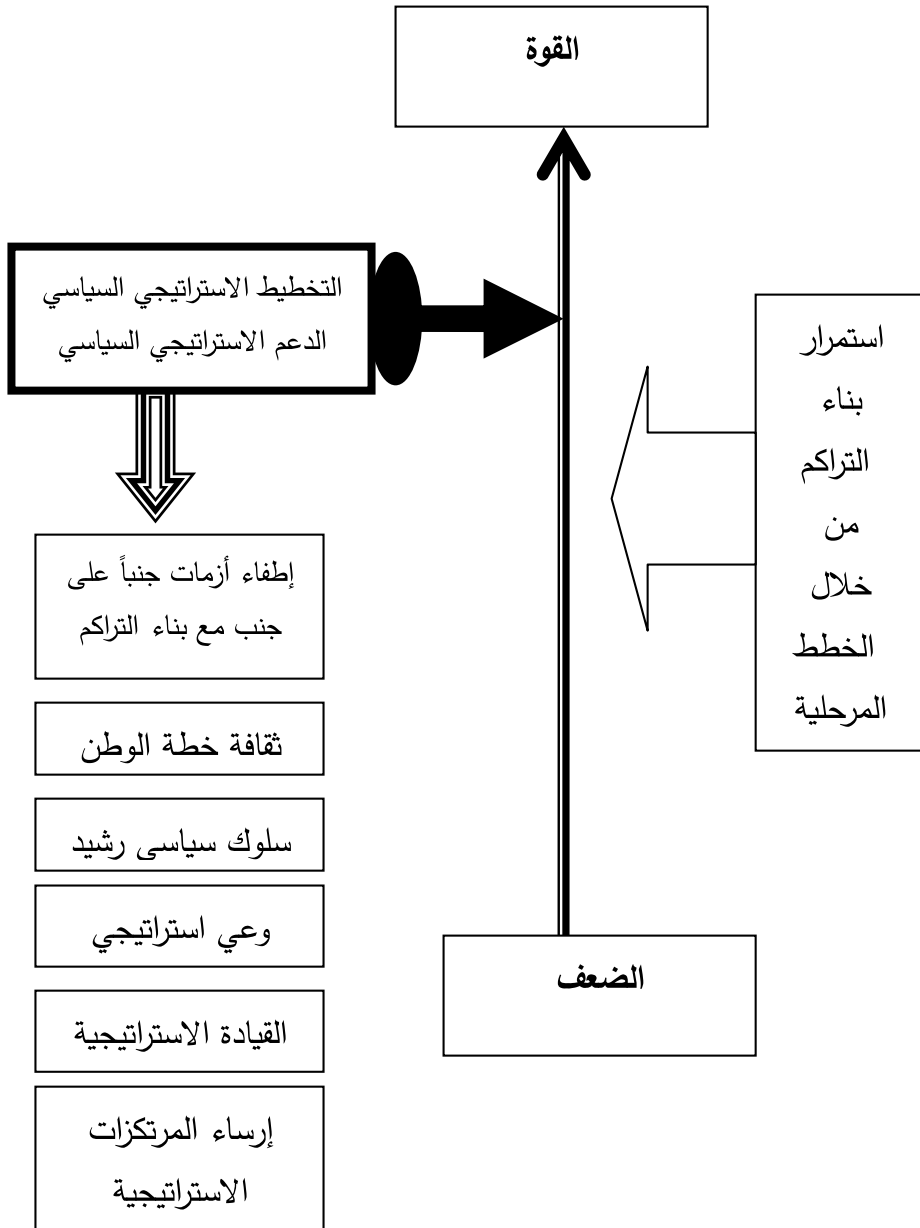 القوة
التخطيط الاستراتيجي السياسي
الدعم الاستراتيجي السياسي
استمرار
بناء
التراكم
من
خلال
الخطط
المرحلية
إطفاء أزمات جنباً على
جنب مع بناء التراكم
ثقافة خطة الوطن
سلوك سياسى رشيد
وعي استراتيجي
القيادة الاستراتيجية
إرساء المرتكزات
الاستراتيجية
الضعف